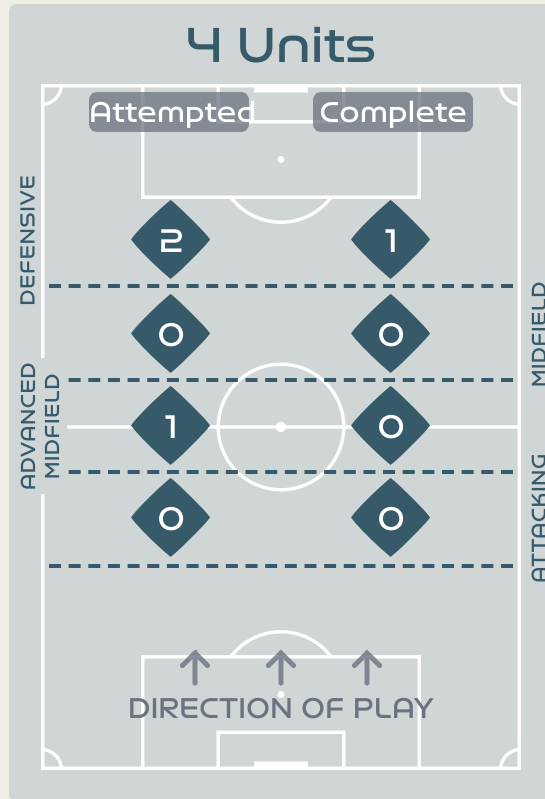 4 Units
Attempted
Complete
DEFENSIVE
2
1
MIDFIELD
0
0
ADVANCED
MIDFIELD
1
0
ATTACKING
0
0
DIRECTION OF PLAY